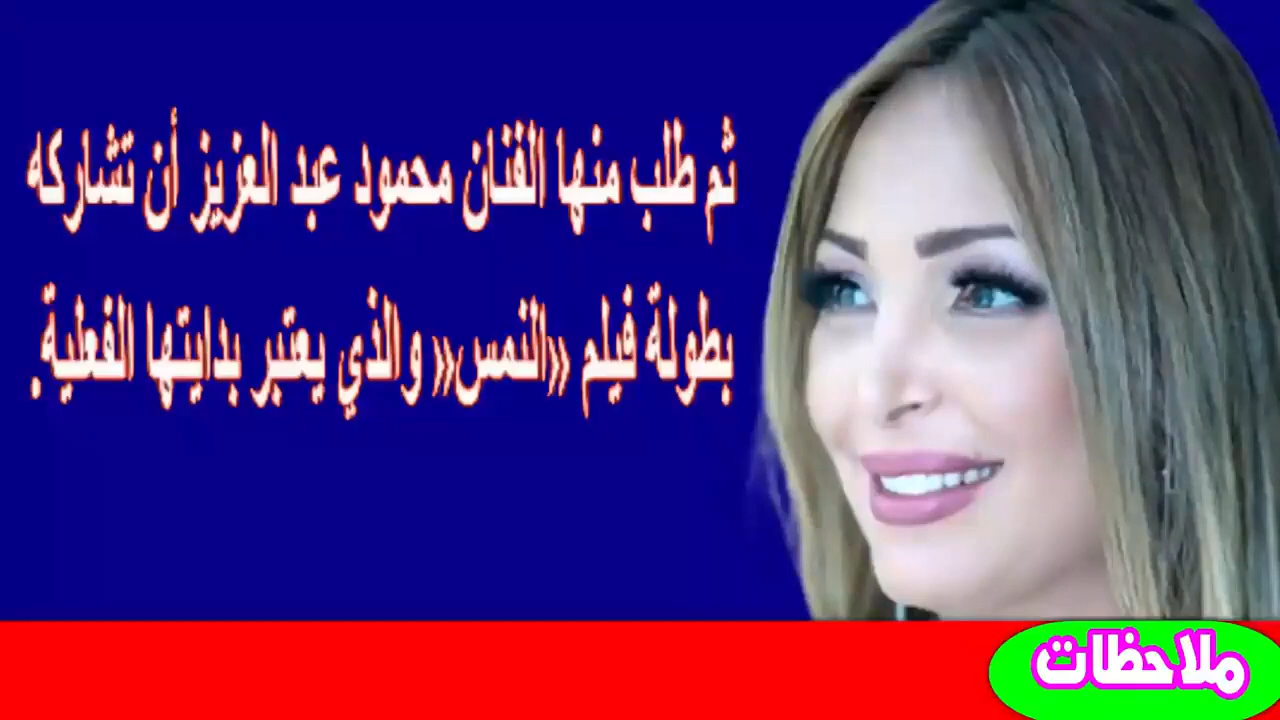 ثم طلب منها الفنان محمود عبد العزيز أن تشاركه
بطولة فيلم «النمس« والذي يعتبر بدايتها الفعلية.
ملاحظات